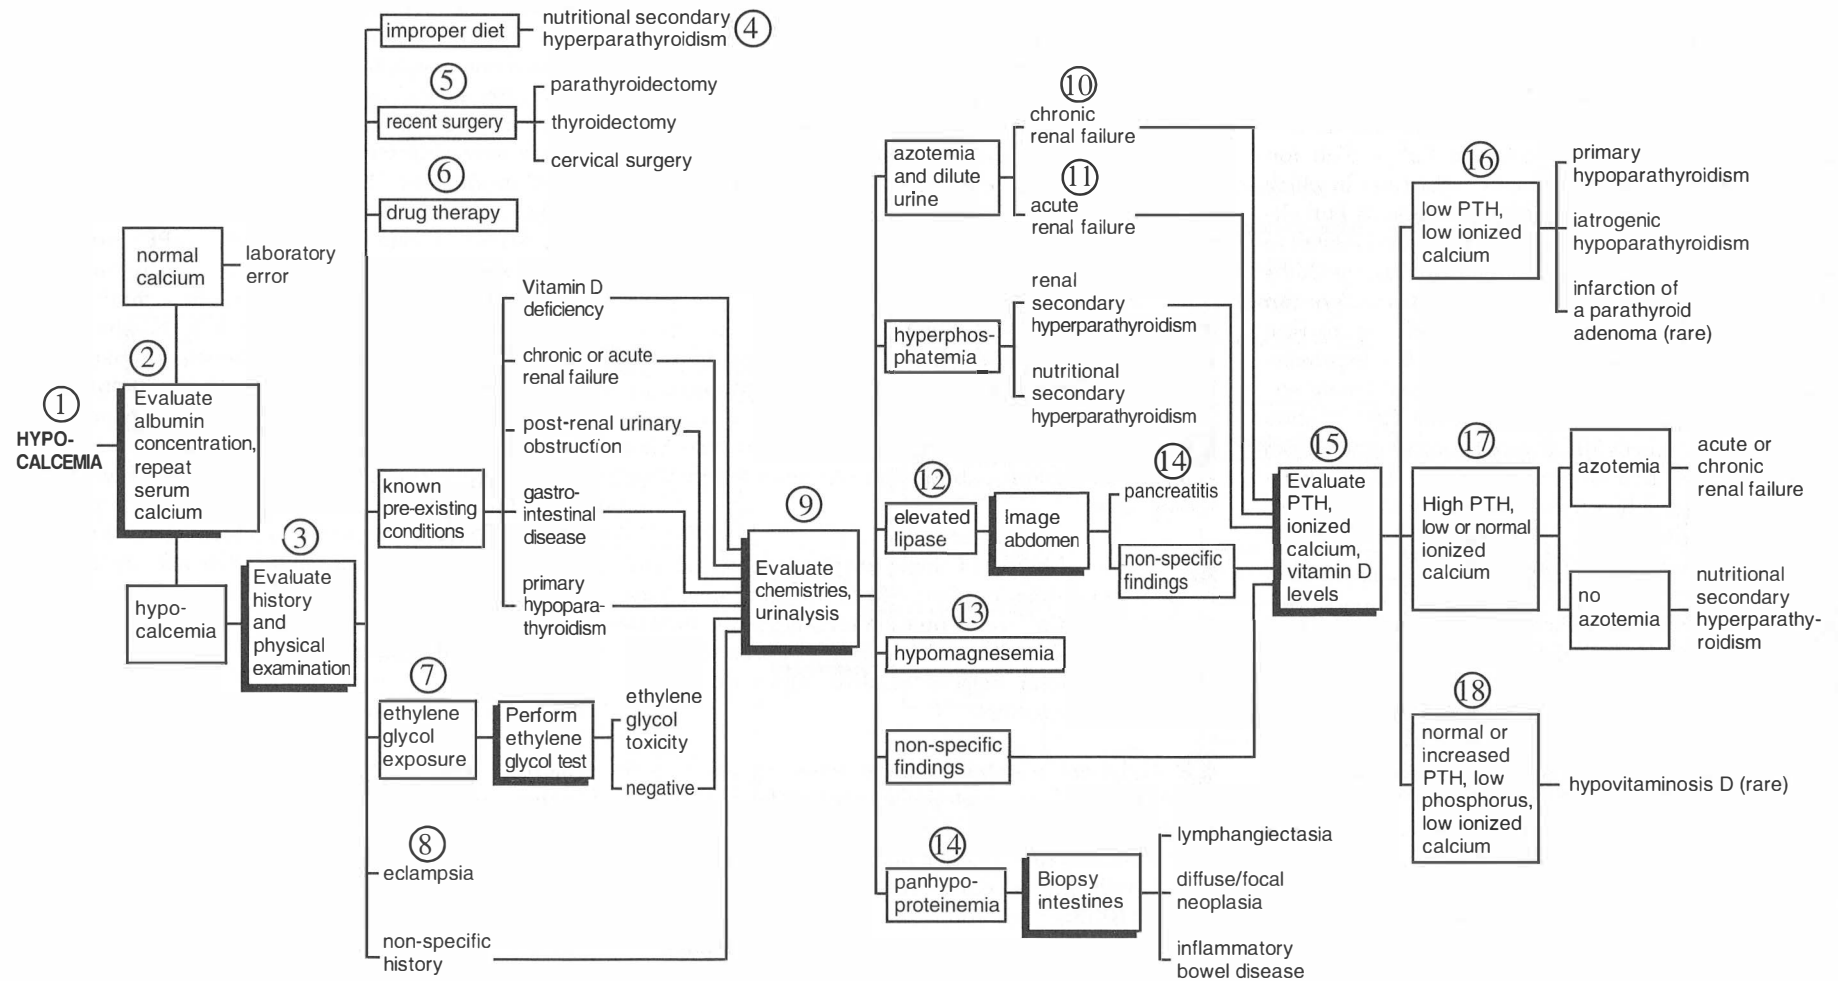 1
HYPO-
CALCEMIA
2
Evaluate
albumin
concentration,
repeat
serum
calcium
normal
calcium
laboratory
error
hypo-
calcemia
3
Evaluate
history
and
physical
examination
improper diet
nutritional secondary
hyperparathyroidism
4
5
recent surgery
parathyroidectomy
thyroidectomy
cervical surgery
6
drug therapy
known
pre-existing
conditions
Vitamin D
deficiency
chronic or acute
renal failure
post-renal urinary
obstruction
gastro-
intestinal
disease
primary
hypopara-
thyroidism
7
ethylene
glycol
exposure
Perform
ethylene
glycol test
ethylene
glycol
toxicity
negative
8
eclampsia
non-specific
history
9
Evaluate
chemistries,
urinalysis
azotemia
and dilute
urine
10
chronic
renal failure
11
acute
renal failure
hyperphos-
phatemia
renal
secondary
hyperparathyroidism
nutritional
secondary
hyperparathyroidism
12
elevated
lipase
Image
abdomen
14
pancreatitis
non-specific
findings
13
hypomagnesemia
non-specific
findings
14
panhypo-
proteinemia
Biopsy
intestines
lymphangiectasia
diffuse/focal
neoplasia
inflammatory
bowel disease
15
Evaluate
PTH,
ionized
calcium,
vitamin D
levels
16
low PTH,
low ionized
calcium
primary
hypoparathyroidism
iatrogenic
hypoparathyroidism
infarction of
a parathyroid
adenoma (rare)
17
High PTH,
low or normal
ionized
calcium
azotemia
acute or
chronic
renal failure
no
azotemia
nutritional
secondary
hyperparathy-
roidism
18
normal or
increased
PTH, low
phosphorus,
low ionized
calcium
hypovitaminosis D (rare)